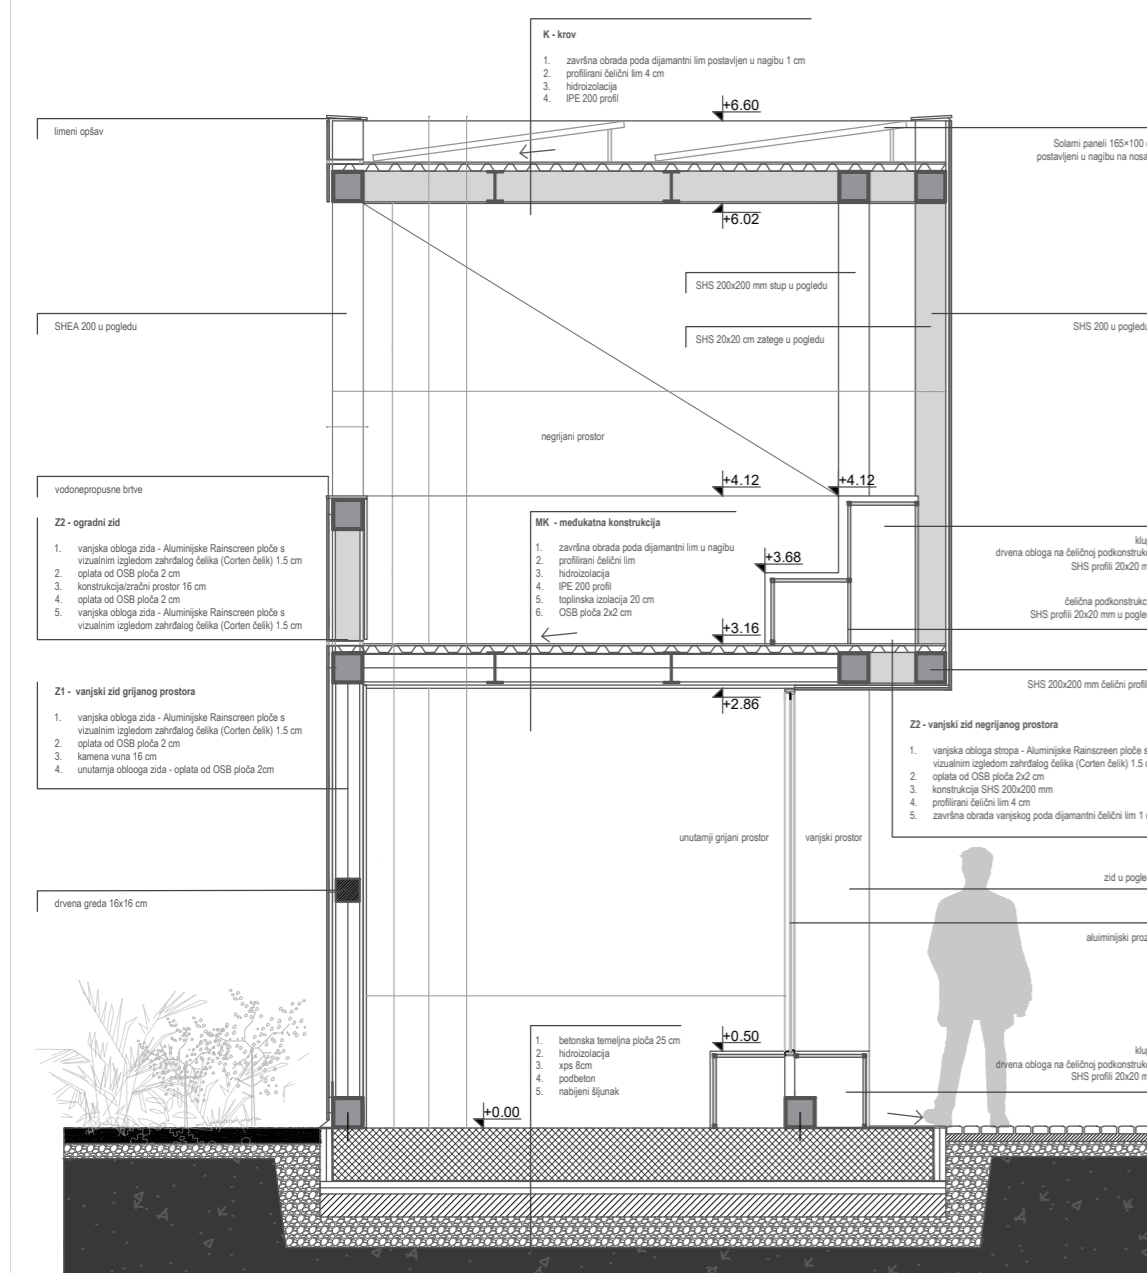 K - krov
1. završna obrada poda dijamantni lim postavljen u nagibu 1 cm
2. profilirani čelični lim 4 cm
3. hidroizolacija
4. IPE 200 profil
+6.60
limeni opšav
Solarni paneli 165×100
postavljeni u nagibu na
+6.02
SHS 200x200 mm stup u pogledu
SHEA 200 u pogledu
SHS 20x20 cm zatege u pogledu
SHS 200 u pogledu
negrijani prostor
+4.12
+4.12
vodonepropusne brtve
Z2 - ogradni zid
1. vanjska obloga zida - Aluminijske Rainscreen ploče s
vizualnim izgledom zahrđalog čelika (Corten čelik) 1.5 cm
2. oplata od OSB ploča 2 cm
3. konstrukcija/zračni prostor 16 cm
4. oplata od OSB ploča 2 cm
5. vanjska obloga zida - Aluminijske Rainscreen ploče s
vizualnim izgledom zahrđalog čelika (Corten čelik) 1.5 cm
MK - međukatna konstrukcija
1. završna obrada poda dijamantni lim u nagibu
2. profilirani čelični lim
3. hidroizolacija
4. IPE 200 profil
5. toplinska izolacija 20 cm
6. OSB ploča 2x2 cm
+3.68
+3.16
drvena obloga na čeličnoj
SHS profili 20x20
čelična
SHS profili 20x20 mm u
SHS 200x200 mm čelični
Z1 - vanjski zid grijanog prostora
1. vanjska obloga zida - Aluminijske Rainscreen ploče s
vizualnim izgledom zahrđalog čelika (Corten čelik) 1.5 cm
2. oplata od OSB ploča 2 cm
3. kamena vuna 16 cm
4. unutarnja oblooga zida - oplata od OSB ploča 2cm
+2.86
Z2 - vanjski zid negrijanog prostora
1. vanjska obloga stropa - Aluminijske Rainscreen ploče s
vizualnim izgledom zahrđalog čelika (Corten čelik) 1.5
2. oplata od OSB ploča 2x2 cm
3. konstrukcija SHS 200x200 mm
4. profilirani čelični lim 4 cm
5. završna obrada vanjskog poda dijamantni čelični lim 1
unutarnji grijani prostor
vanjski prostor
zid u
drvena greda 16x16 cm
aluiminijski
1. betonska temeljna ploča 25 cm
2. hidroizolacija
3. xps 8cm
4. podbeton
5. nabijeni šljunak
+0.50
+0.00
drvena obloga na čeličnoj
SHS profili 20x20